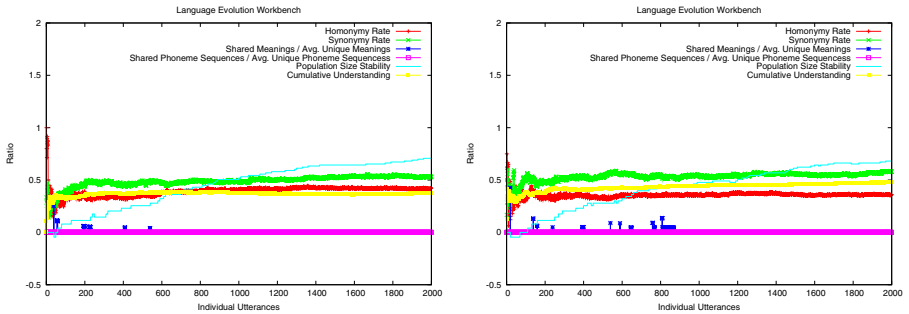 Language Evolution Workbench
2
1.5
1
0.5
0
-0.5
Ratio
0 200 400 600 800 1000 1200 1400 1600 1800 2000
Individual Utterances
Homonymy Rate
Synonymy Rate
Shared Meanings / Avg. Unique Meanings
Shared Phoneme Sequences / Avg. Unique Phoneme Sequencess
Population Size Stability
Cumulative Understanding
Language Evolution Workbench
2
1.5
1
0.5
0
-0.5
Ratio
0 200 400 600 800 1000 1200 1400 1600 1800 2000
Individual Utterances
Homonymy Rate
Synonymy Rate
Shared Meanings / Avg. Unique Meanings
Shared Phoneme Sequences / Avg. Unique Phoneme Sequencess
Population Size Stability
Cumulative Understanding